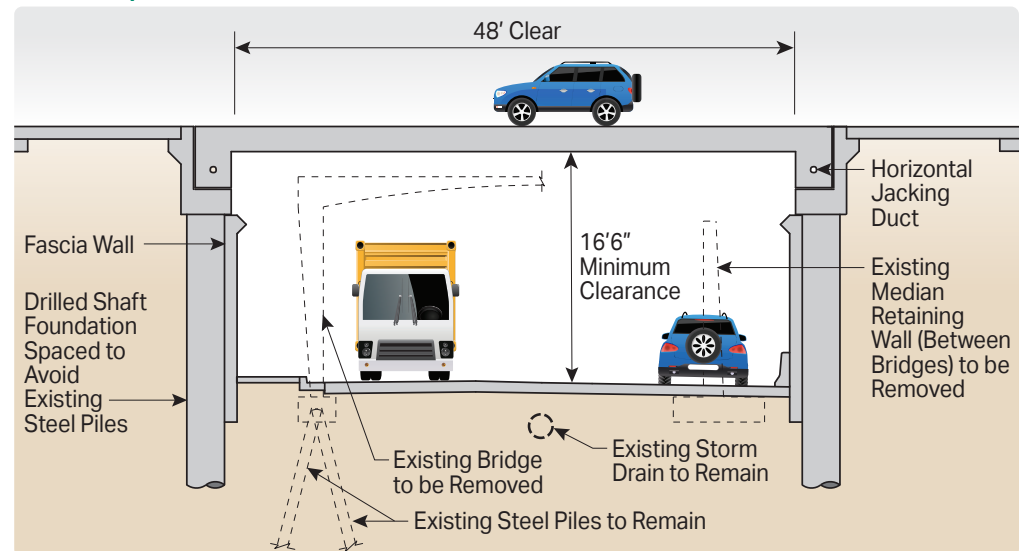 48' Clear
Horizontal
Jacking
Duct
Fascia Wall
16'6"
Minimum
Clearance
Existing
Median
Retaining
Wall (Between
Bridges) to be
Removed
Drilled Shaft
Foundation
Spaced to
Avoid
Existing
Steel Piles
Existing Bridge
to be Removed
Existing Storm
Drain to Remain
Existing Steel Piles to Remain